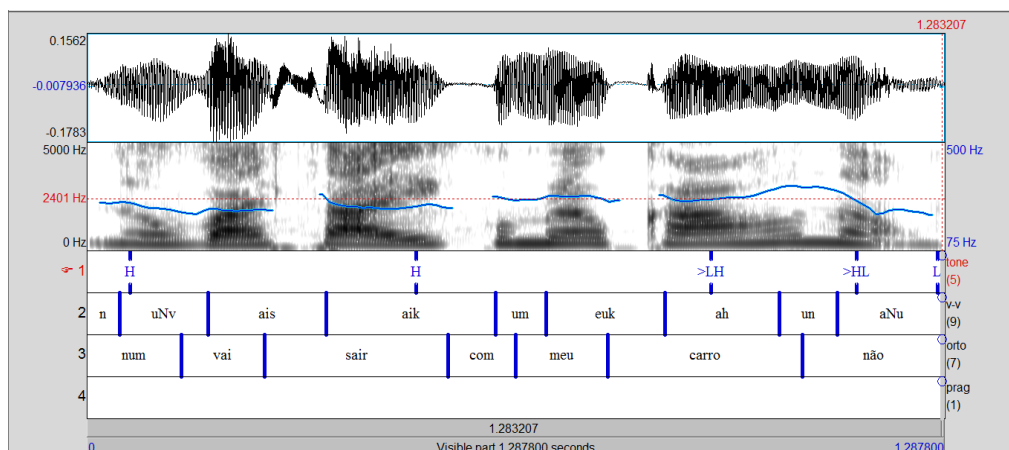 1.283207
0.1562
-0.007936
-0.1783
5000 Hz 500 Hz
2401 Hz
0 Hz 75 Hz
1 H H >LH >HL L tone (5)
2 n uNv ais aik um euk ah un aNu v-v (9)
3 num vai sair com meu carro não orto (7)
4 prag (1)
1.283207
0 Visible part 1.287800 seconds 1.287800